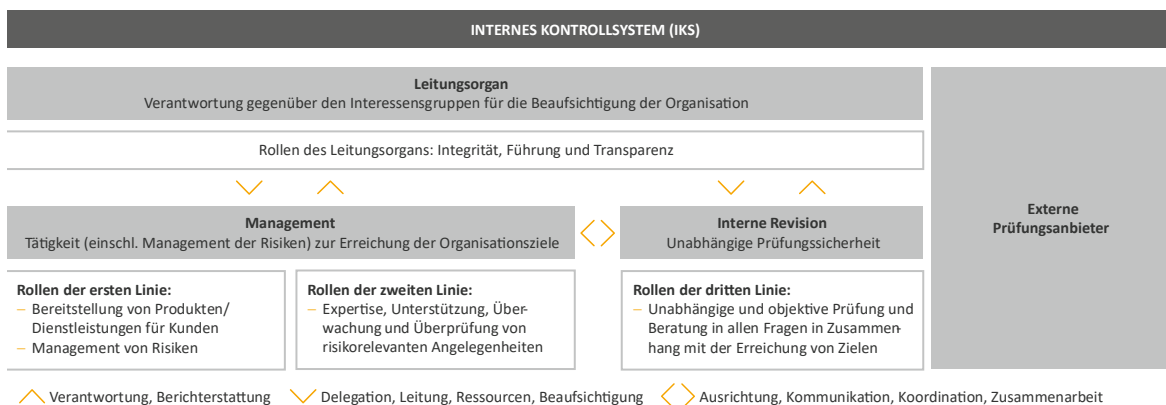 INTERNES KONTROLLSYSTEM (IKS)
Leitungsorgan
Verantwortung gegenüber den Interessensgruppen für die Beaufsichtigung der Organisation
Rollen des Leitungsorgans: Integrität, Führung und Transparenz
Management
Tätigkeit (einschl. Management der Risiken) zur Erreichung der Organisationsziele
Interne Revision
Unabhängige Prüfungssicherheit
Externe
Prüfungsanbieter
Rollen der ersten Linie:
– Bereitstellung von Produkten/
Dienstleistungen für Kunden
– Management von Risiken
Rollen der zweiten Linie:
– Expertise, Unterstützung, Über-
wachung und Überprüfung von
risikorelevanten Angelegenheiten
Rollen der dritten Linie:
– Unabhängige und objektive Prüfung und
Beratung in allen Fragen in Zusammen-
hang mit der Erreichung von Zielen
Verantwortung, Berichterstattung
Delegation, Leitung, Ressourcen, Beaufsichtigung
Ausrichtung, Kommunikation, Koordination, Zusammenarbeit